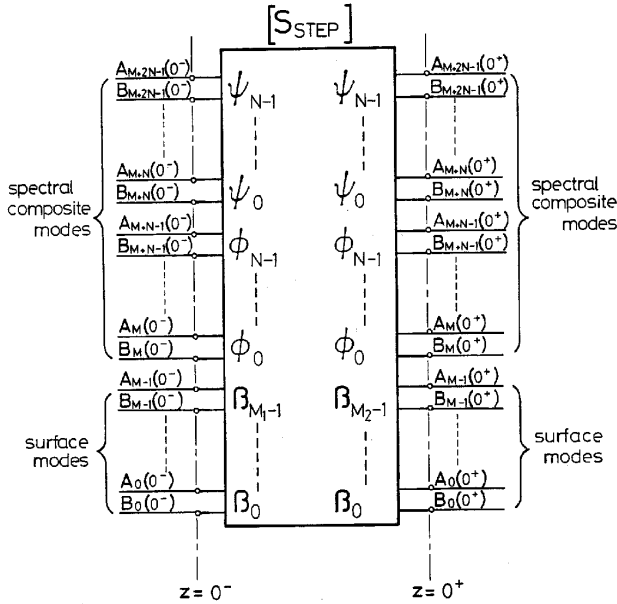 [S_STEP]
A_M+2N-1(0⁻) ψ_N-1 ψ_N-1 A_M+2N-1(0⁺)
B_M+2N-1(0⁻) B_M+2N-1(0⁺)
A_M+N(0⁻) ψ_0 ψ_0 A_M+N(0⁺)
B_M+N(0⁻) B_M+N(0⁺)
spectral composite modes
spectral composite modes
A_M+N-1(0⁻) ϕ_N-1 ϕ_N-1 A_M+N-1(0⁺)
B_M+N-1(0⁻) B_M+N-1(0⁺)
A_M(0⁻) ϕ_0 ϕ_0 A_M(0⁺)
B_M(0⁻) B_M(0⁺)
A_M-1(0⁻) β_M₁-1 β_M₂-1 A_M-1(0⁺)
B_M-1(0⁻) B_M-1(0⁺)
surface modes
surface modes
A_0(0⁻) β_0 β_0 A_0(0⁺)
B_0(0⁻) B_0(0⁺)
z = 0⁻ z = 0⁺